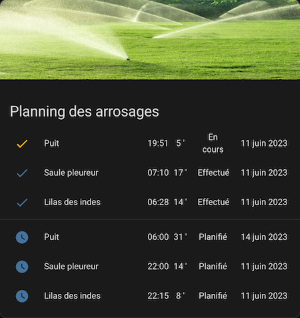 Planning des arrosages
Puit 19:51 5 ' En cours 11 juin 2023
Saule pleureur 07:10 17 ' Effectué 11 juin 2023
Lilas des indes 06:28 14 ' Effectué 11 juin 2023
Puit 06:00 31 ' Planifié 14 juin 2023
Saule pleureur 22:00 14 ' Planifié 11 juin 2023
Lilas des indes 22:15 8 ' Planifié 11 juin 2023